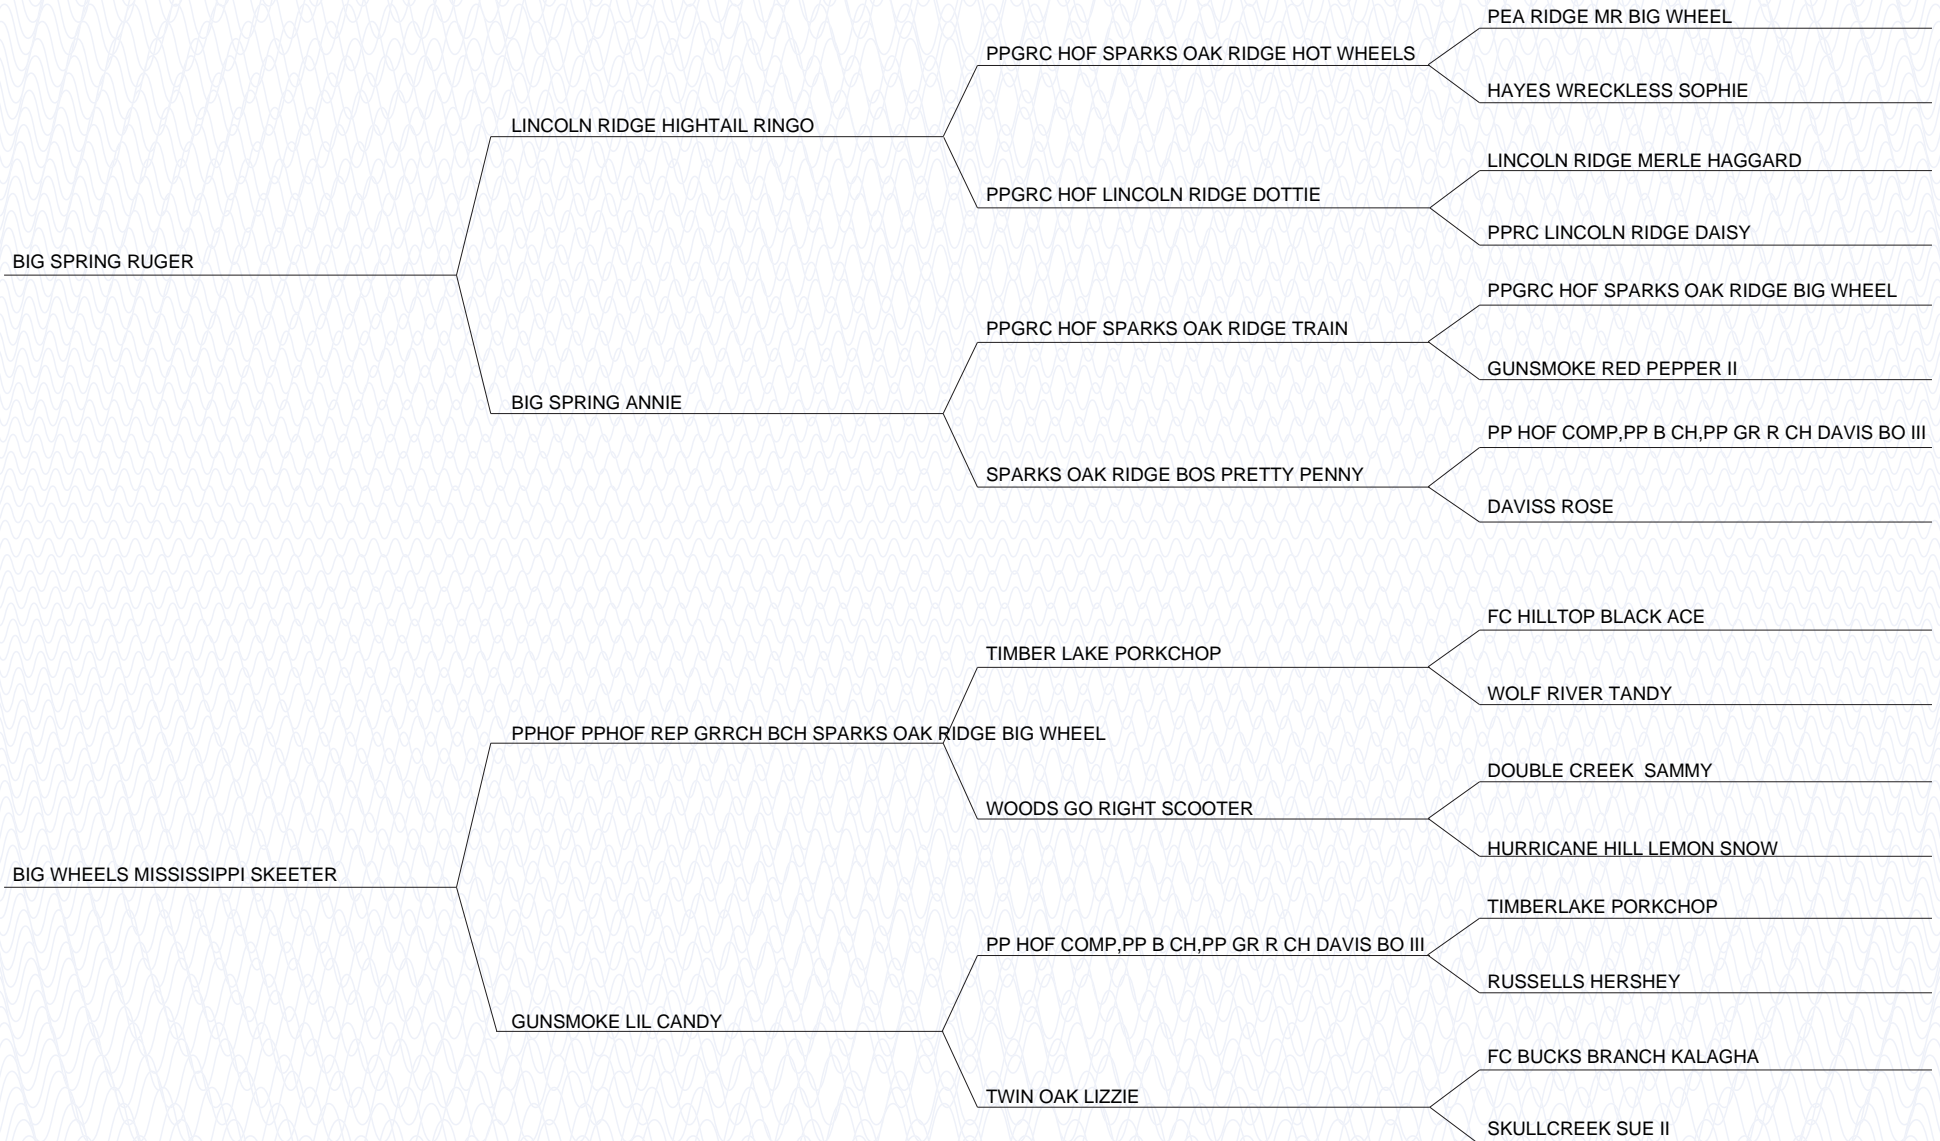 PEA RIDGE MR BIG WHEEL
PPGRC HOF SPARKS OAK RIDGE HOT WHEELS
HAYES WRECKLESS SOPHIE
LINCOLN RIDGE HIGHTAIL RINGO
LINCOLN RIDGE MERLE HAGGARD
PPGRC HOF LINCOLN RIDGE DOTTIE
PPRC LINCOLN RIDGE DAISY
BIG SPRING RUGER
PPGRC HOF SPARKS OAK RIDGE BIG WHEEL
PPGRC HOF SPARKS OAK RIDGE TRAIN
GUNSMOKE RED PEPPER II
BIG SPRING ANNIE
PP HOF COMP,PP B CH,PP GR R CH DAVIS BO III
SPARKS OAK RIDGE BOS PRETTY PENNY
DAVISS ROSE
FC HILLTOP BLACK ACE
TIMBER LAKE PORKCHOP
WOLF RIVER TANDY
PPHOF PPHOF REP GRRCH BCH SPARKS OAK RIDGE BIG WHEEL
DOUBLE CREEK  SAMMY
WOODS GO RIGHT SCOOTER
HURRICANE HILL LEMON SNOW
BIG WHEELS MISSISSIPPI SKEETER
TIMBERLAKE PORKCHOP
PP HOF COMP,PP B CH,PP GR R CH DAVIS BO III
RUSSELLS HERSHEY
GUNSMOKE LIL CANDY
FC BUCKS BRANCH KALAGHA
TWIN OAK LIZZIE
SKULLCREEK SUE II